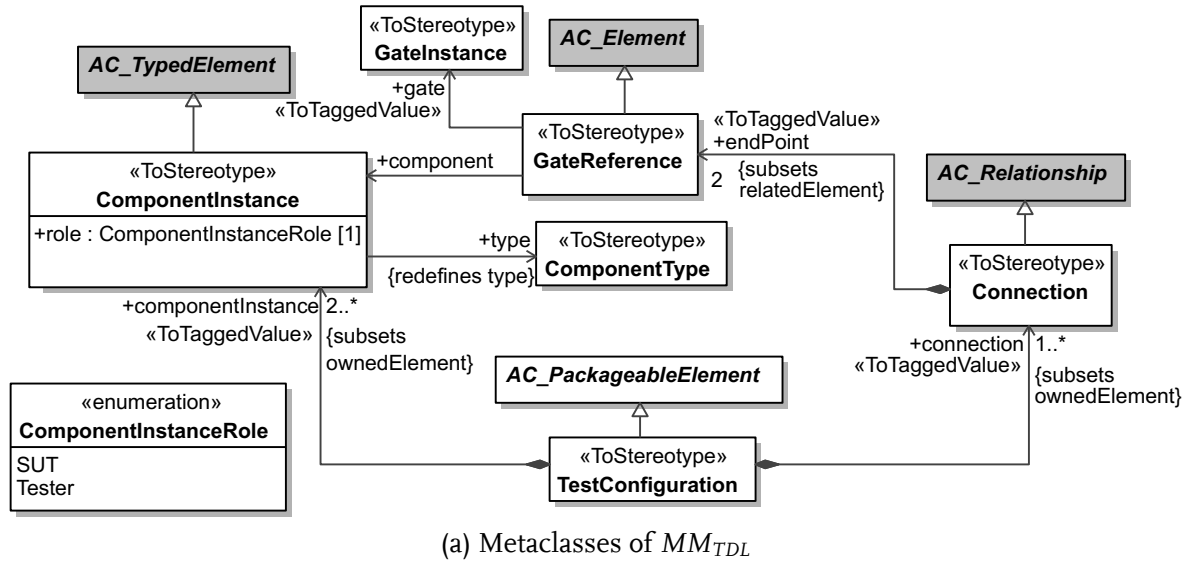 «ToStereotype»
GateInstance
AC_Element
AC_TypedElement
+gate
«ToTaggedValue»
«ToStereotype»
GateReference
«ToTaggedValue»
+endPoint
2
{subsets
relatedElement}
AC_Relationship
«ToStereotype»
ComponentInstance
+role : ComponentInstanceRole [1]
+component
+type
{redefines type}
«ToStereotype»
ComponentType
«ToStereotype»
Connection
+componentInstance 2..*
«ToTaggedValue»
{subsets
ownedElement}
+connection 1..*
«ToTaggedValue»
{subsets
ownedElement}
AC_PackageableElement
«enumeration»
ComponentInstanceRole
SUT
Tester
«ToStereotype»
TestConfiguration
(a) Metaclasses of MM_TDL